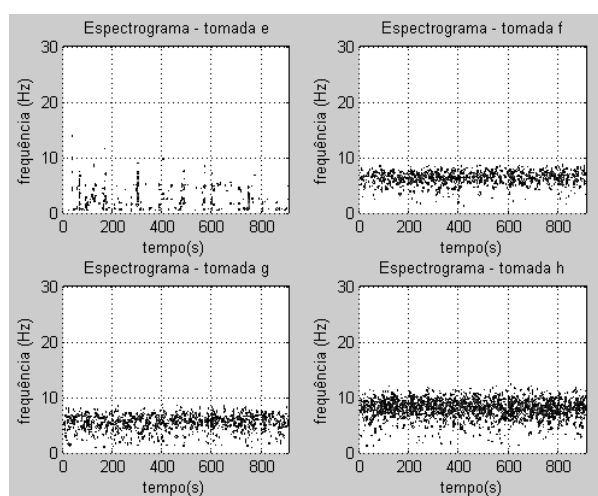 Espectrograma - tomada e
30
20
10
0
frequência (Hz)
0 200 400 600 800
tempo(s)
Espectrograma - tomada f
30
20
10
0
frequência (Hz)
0 200 400 600 800
tempo(s)
Espectrograma - tomada g
30
20
10
0
frequência (Hz)
0 200 400 600 800
tempo(s)
Espectrograma - tomada h
30
20
10
0
frequência (Hz)
0 200 400 600 800
tempo(s)